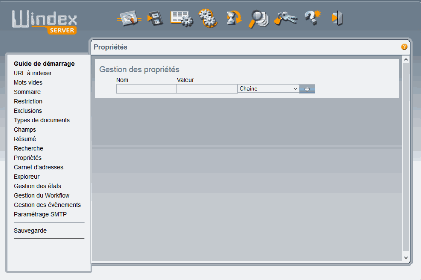 Windex
SERVER
Propriétés
Guide de démarrage
URL à indexer
Mots vides
Sommaire
Restriction
Exclusions
Types de documents
Champs
Résumé
Recherche
Propriétés
Carnet d'adresses
Exploreur
Gestion des états
Gestion du Workflow
Gestion des évènements
Paramétrage SMTP
Sauvegarde
Gestion des propriétés
Nom Valeur
Chaîne